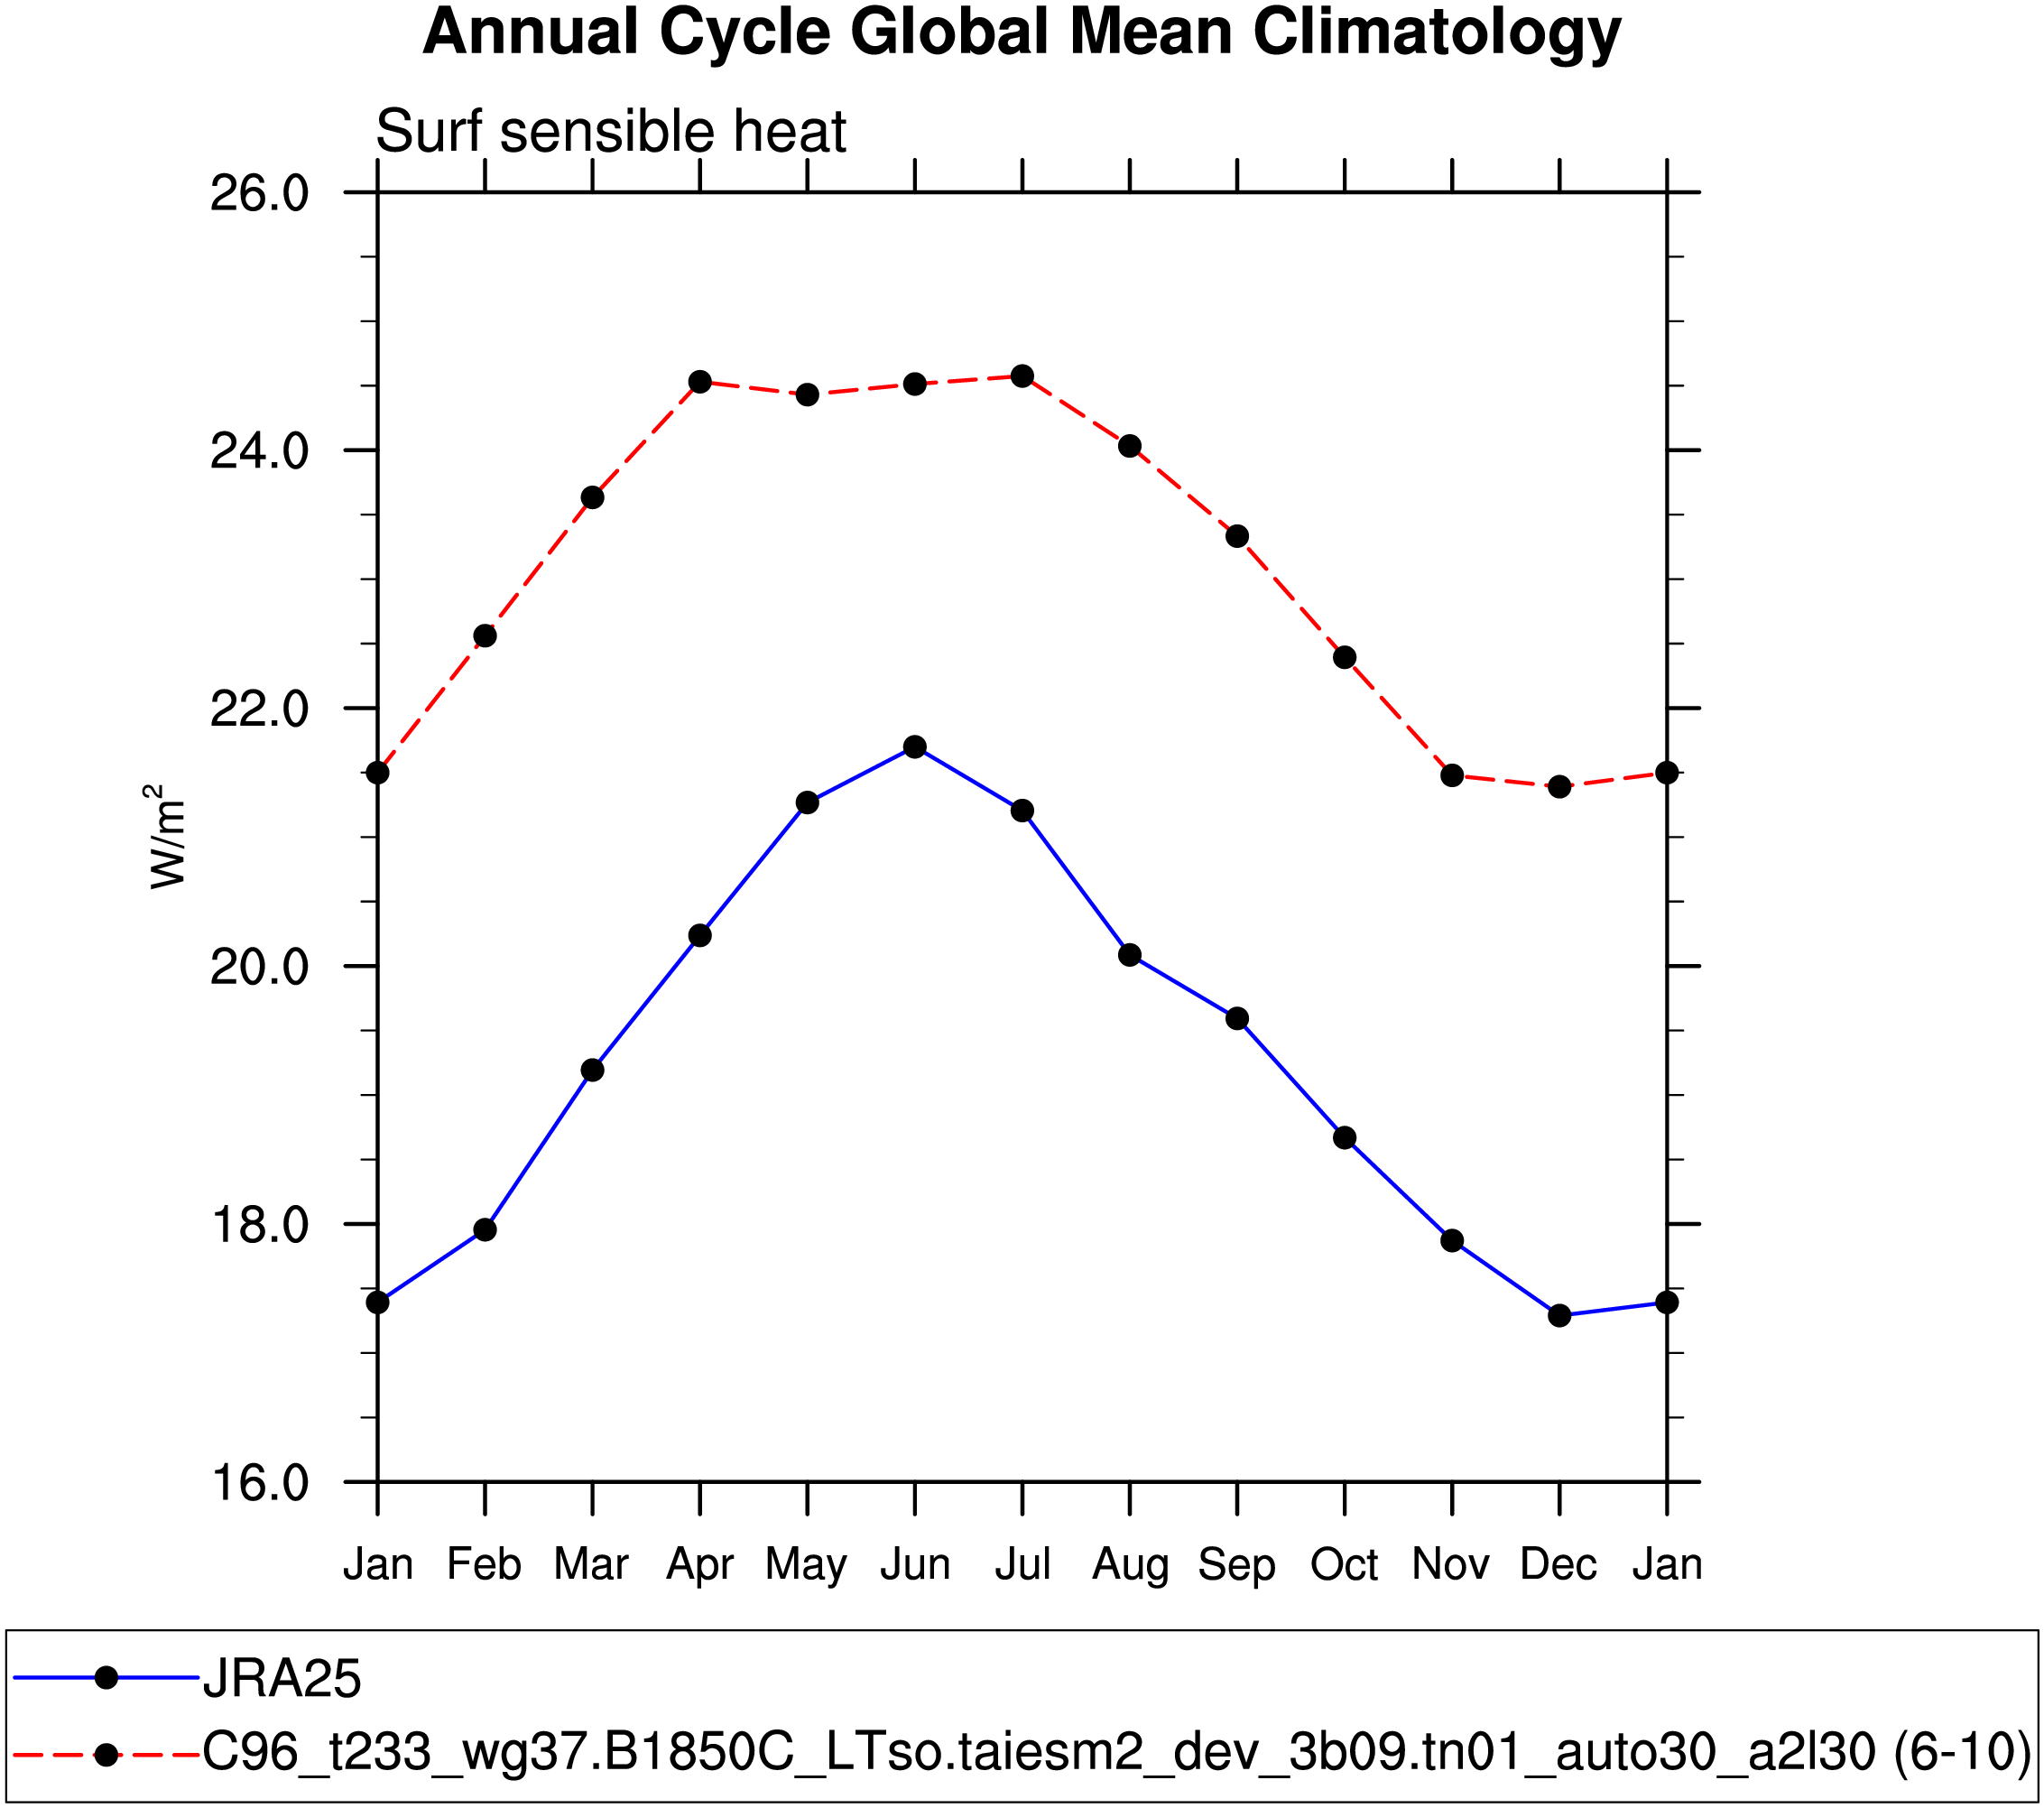 Annual Cycle Global Mean Climatology
Surf sensible heat
26.0
24.0
22.0
20.0
18.0
16.0
W/m²
Jan Feb Mar Apr May Jun Jul Aug Sep Oct Nov Dec Jan
JRA25
C96_t233_wg37.B1850C_LTso.taiesm2_dev_3b09.tn01_auto30_a2l30 (6-10)